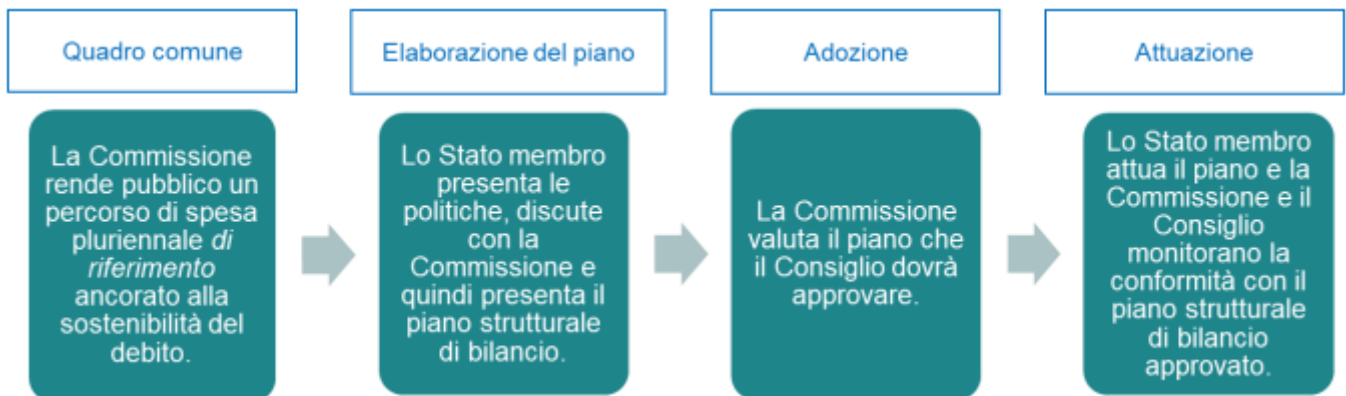 Quadro comune
La Commissione
rende pubblico un
percorso di spesa
pluriennale di
riferimento
ancorato alla
sostenibilità del
debito.
Elaborazione del piano
Lo Stato membro
presenta le
politiche, discute
con la
Commissione e
quindi presenta il
piano strutturale
di bilancio.
Adozione
La Commissione
valuta il piano che
il Consiglio dovrà
approvare.
Attuazione
Lo Stato membro
attua il piano e la
Commissione e il
Consiglio
monitorano la
conformità con il
piano strutturale
di bilancio
approvato.